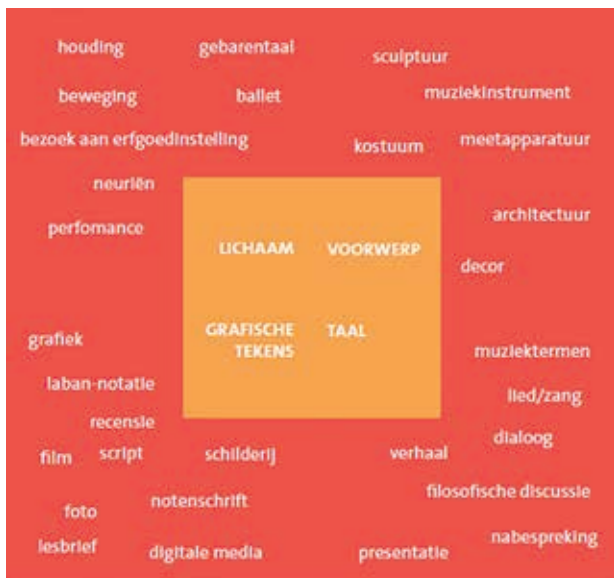 houding gebarentaal sculptuur
beweging ballet muziekinstrument
bezoek aan erfgoedinstelling kostuum meetapparatuur
neuriën
perfomance architectuur
LICHAAM VOORWERP
decor
GRAFISCHE TAAL
TEKENS
grafiek muziektermen
laban-notatie lied/zang
recensie dialoog
film script schilderij verhaal
foto notenschrift filosofische discussie
lesbrief digitale media presentatie nabespreking